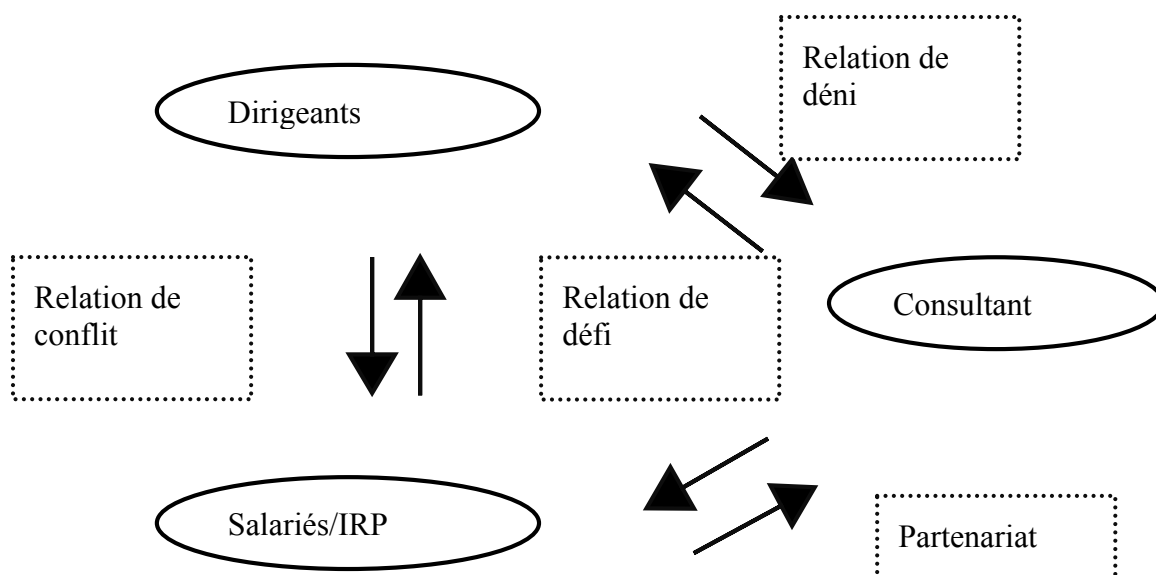 Relation de
déni
Dirigeants
Relation de
conflit
Relation de
défi
Consultant
Salariés/IRP
Partenariat